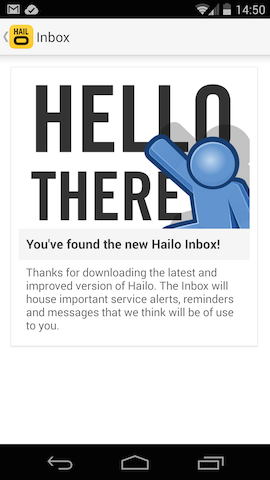 14:50
HAIL
Inbox
HELLO
THERE
You've found the new Hailo Inbox!
Thanks for downloading the latest and
improved version of Hailo. The Inbox will
house important service alerts, reminders
and messages that we think will be of use
to you.